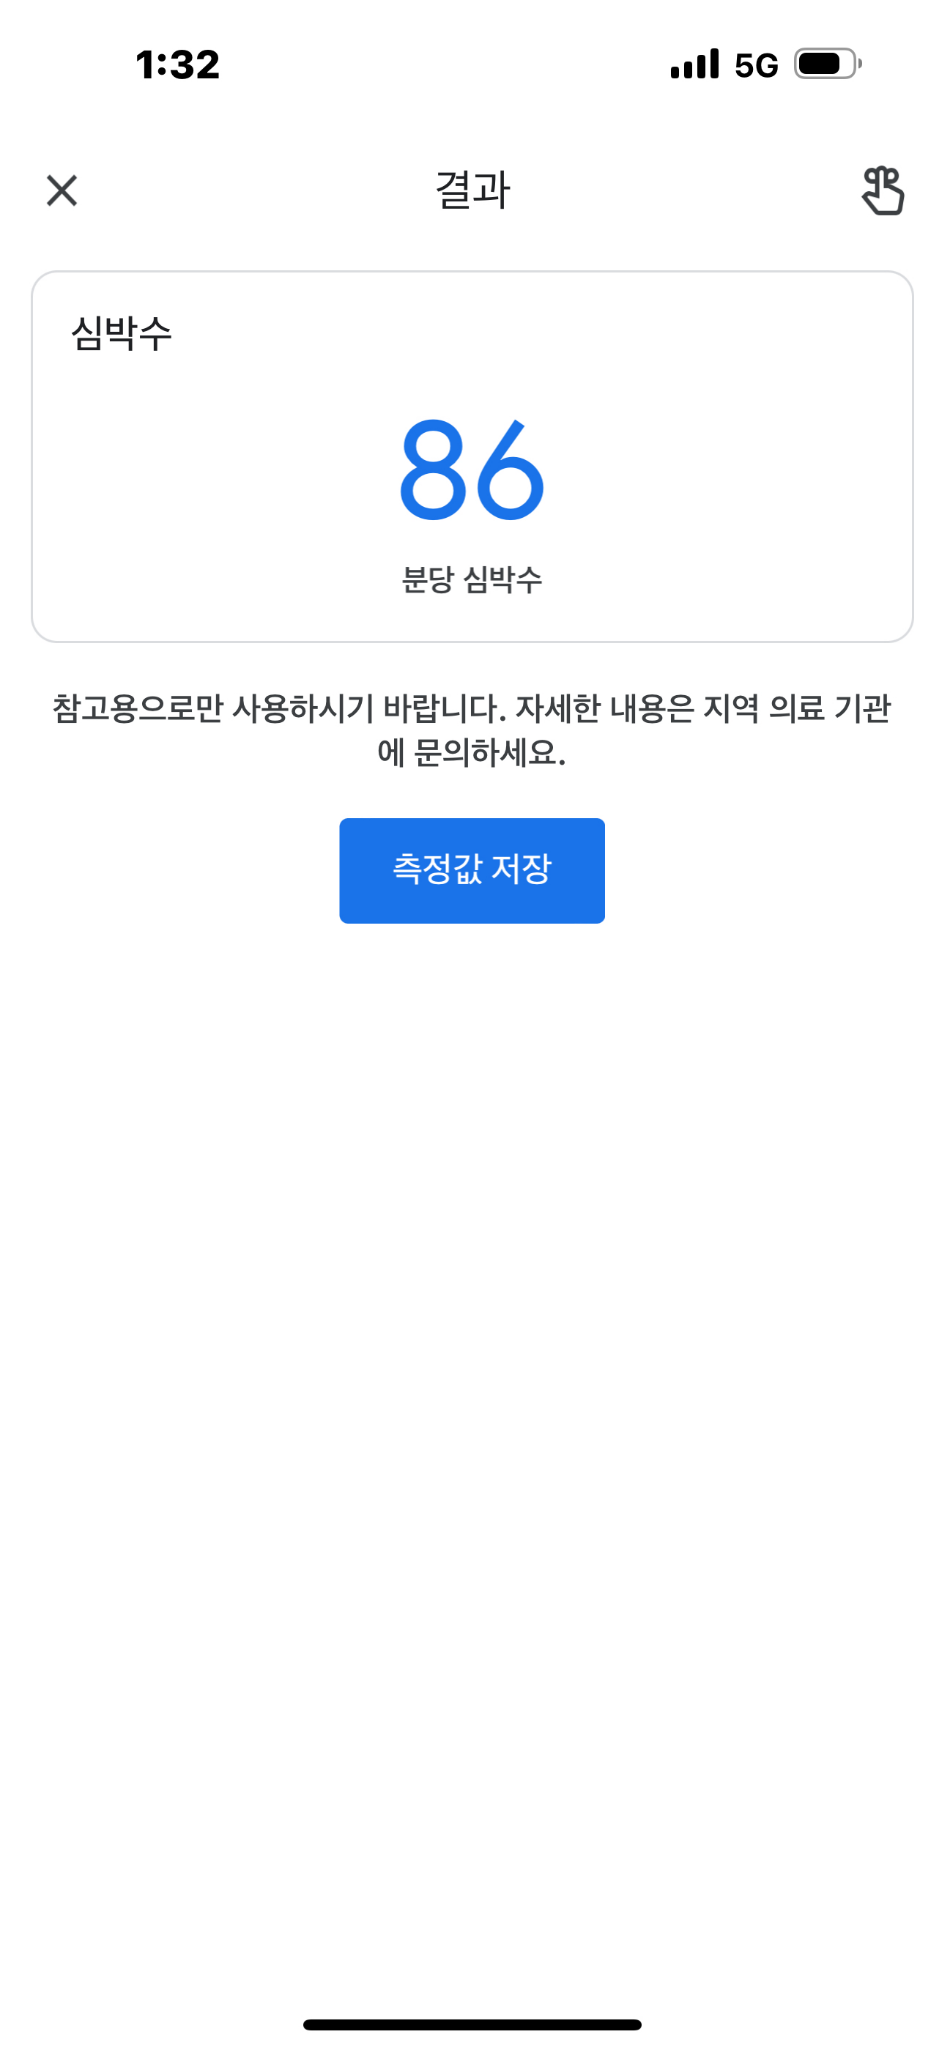 1:32 5G
결과
심박수
86
분당 심박수
참고용으로만 사용하시기 바랍니다. 자세한 내용은 지역 의료 기관
에 문의하세요.
측정값 저장